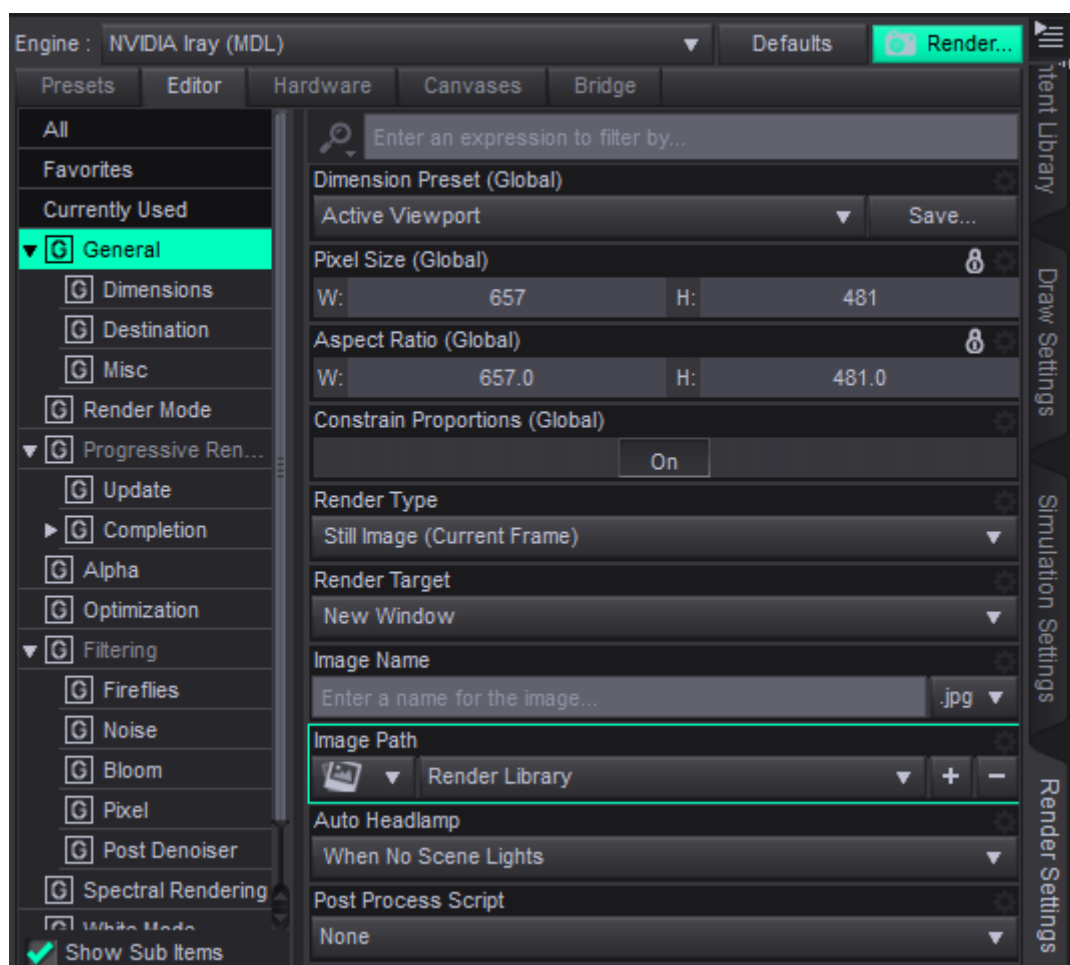 Engine : NVIDIA Iray (MDL) Defaults Render...
Presets Editor Hardware Canvases Bridge
All
Favorites
Currently Used
G General
G Dimensions
G Destination
G Misc
G Render Mode
G Progressive Ren...
G Update
G Completion
G Alpha
G Optimization
G Filtering
G Fireflies
G Noise
G Bloom
G Pixel
G Post Denoiser
G Spectral Rendering
G White Mode
Show Sub Items
Enter an expression to filter by...
Dimension Preset (Global)
Active Viewport Save...
Pixel Size (Global)
W: 657 H: 481
Aspect Ratio (Global)
W: 657.0 H: 481.0
Constrain Proportions (Global)
On
Render Type
Still Image (Current Frame)
Render Target
New Window
Image Name
Enter a name for the image... .jpg
Image Path
Render Library + −
Auto Headlamp
When No Scene Lights
Post Process Script
None
ntent Library
Draw Settings
Simulation Settings
Render Settings